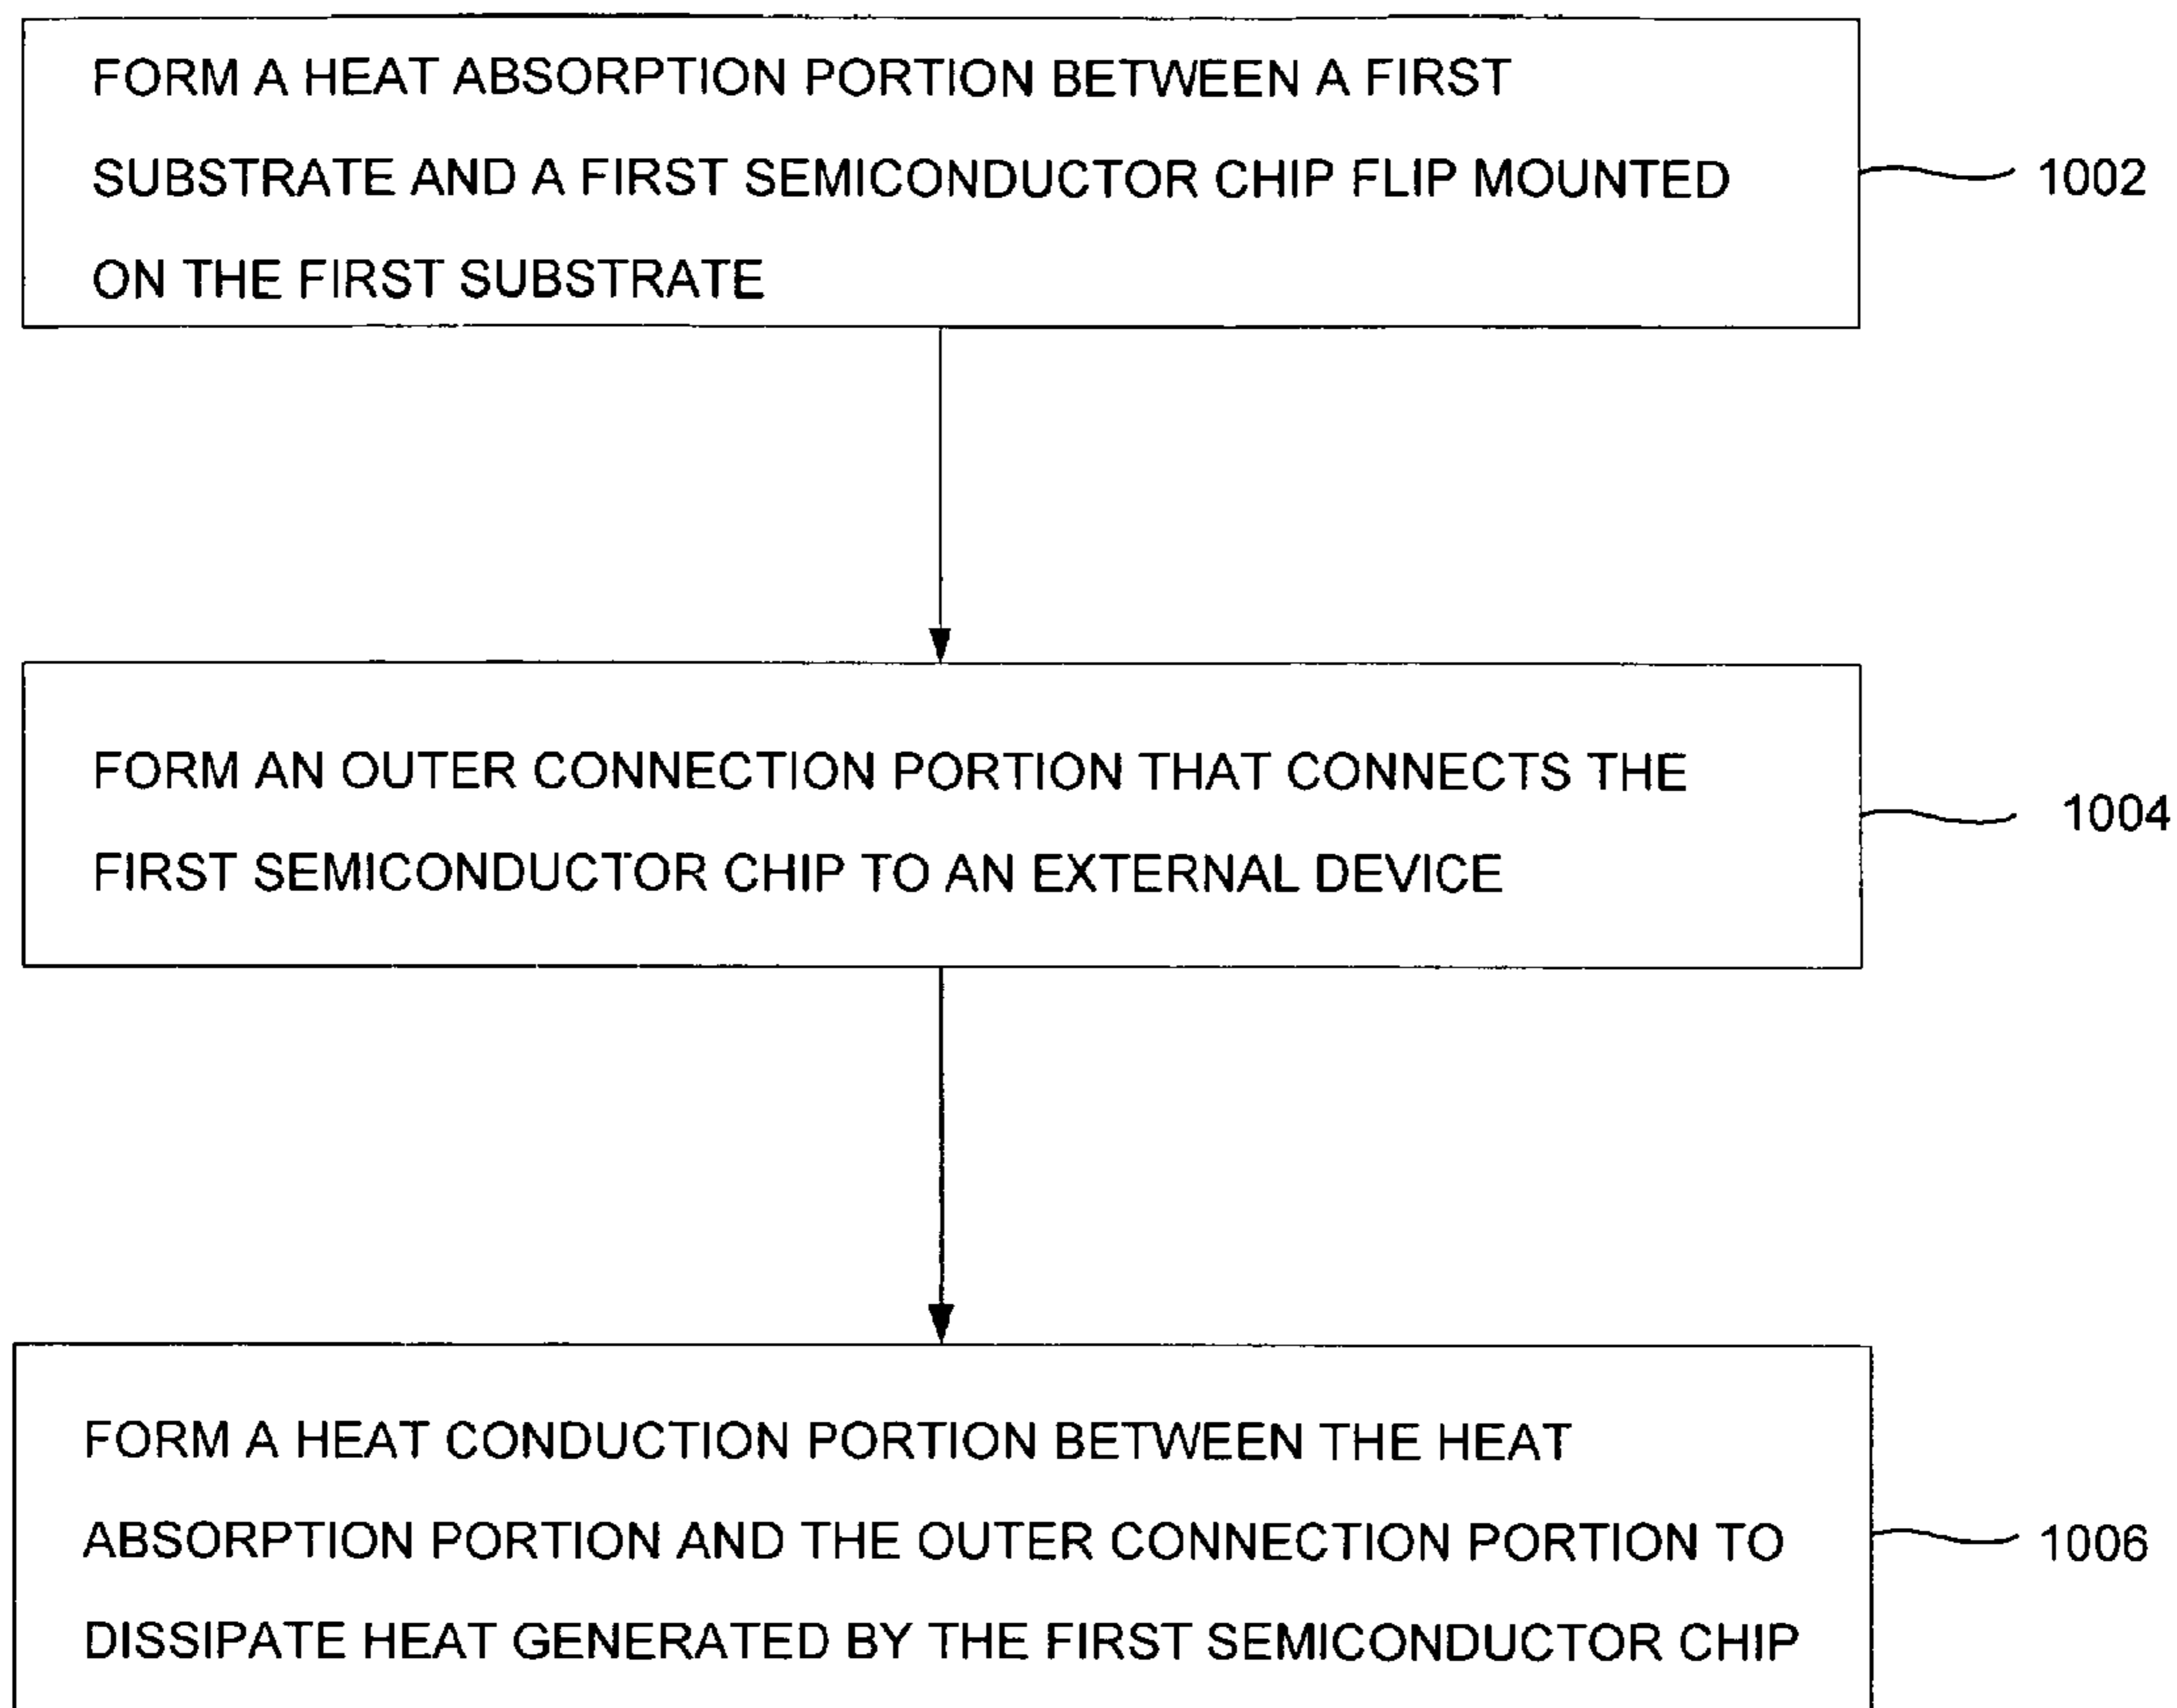 FORM A HEAT ABSORPTION PORTION BETWEEN A FIRST
SUBSTRATE AND A FIRST SEMICONDUCTOR CHIP FLIP MOUNTED
ON THE FIRST SUBSTRATE
1002
FORM AN OUTER CONNECTION PORTION THAT CONNECTS THE
FIRST SEMICONDUCTOR CHIP TO AN EXTERNAL DEVICE
1004
FORM A HEAT CONDUCTION PORTION BETWEEN THE HEAT
ABSORPTION PORTION AND THE OUTER CONNECTION PORTION TO
DISSIPATE HEAT GENERATED BY THE FIRST SEMICONDUCTOR CHIP
1006